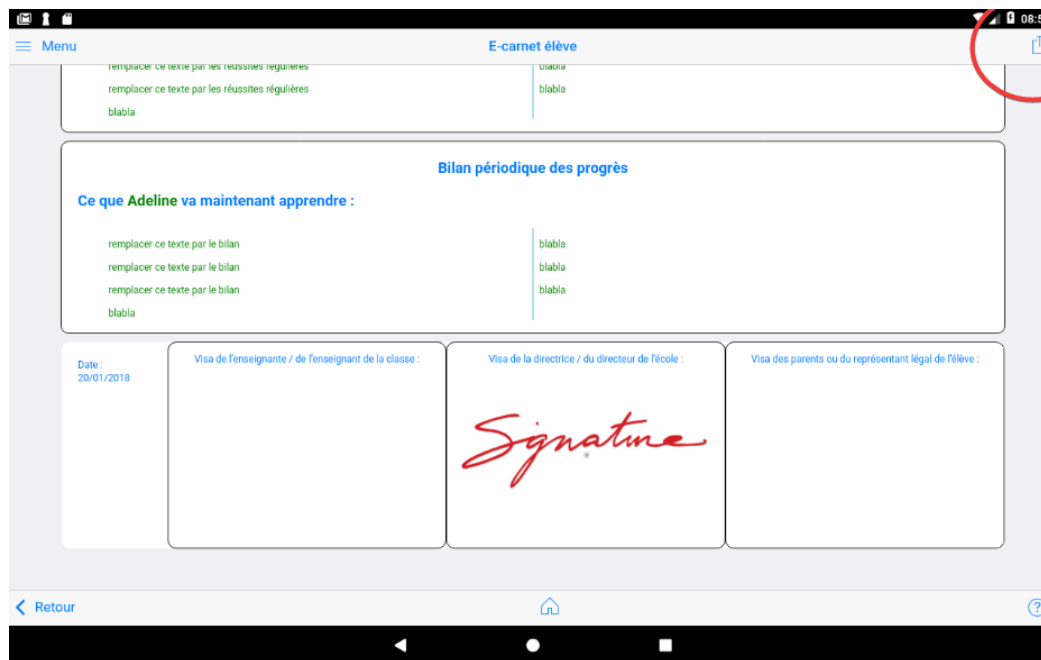 08:5
Menu
E-carnet élève
remplacer ce texte par les réussites régulières
blabla
remplacer ce texte par les réussites régulières
blabla
blabla
Bilan périodique des progrès
Ce que Adeline va maintenant apprendre :
remplacer ce texte par le bilan
blabla
remplacer ce texte par le bilan
blabla
remplacer ce texte par le bilan
blabla
blabla
Date :
20/01/2018
Visa de l'enseignante / de l'enseignant de la classe :
Visa de la directrice / du directeur de l'école :
Signature
Visa des parents ou du représentant légal de l'élève :
Retour
?